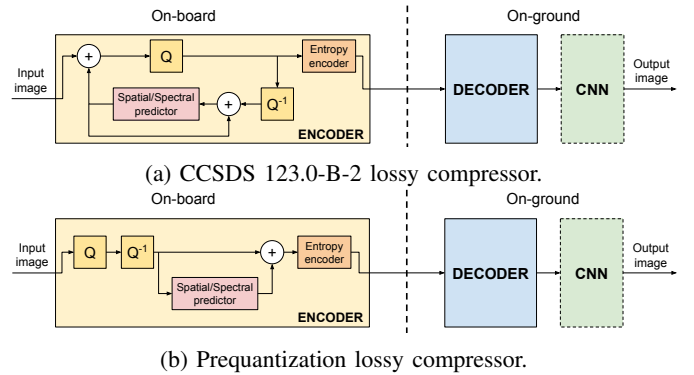 On-board
On-ground
Input
image
+
Q
Entropy
encoder
Spatial/Spectral
predictor
+
Q-1
ENCODER
DECODER
CNN
Output
image
(a) CCSDS 123.0-B-2 lossy compressor.
On-board
On-ground
Input
image
Q
Q-1
+
Entropy
encoder
Spatial/Spectral
predictor
ENCODER
DECODER
CNN
Output
image
(b) Prequantization lossy compressor.